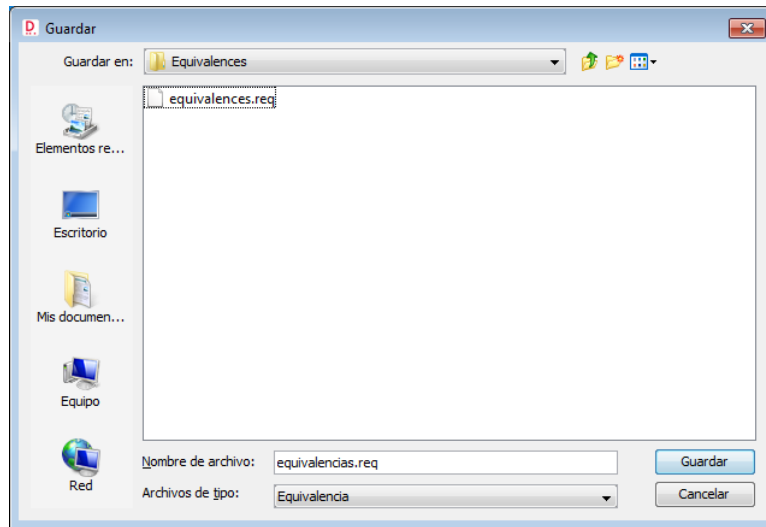 D. Guardar
Guardar en:
Equivalences
equivalences.req
Elementos re...
Escritorio
Mis documen...
Equipo
Red
Nombre de archivo:
equivalencias.req
Guardar
Archivos de tipo:
Equivalencia
Cancelar